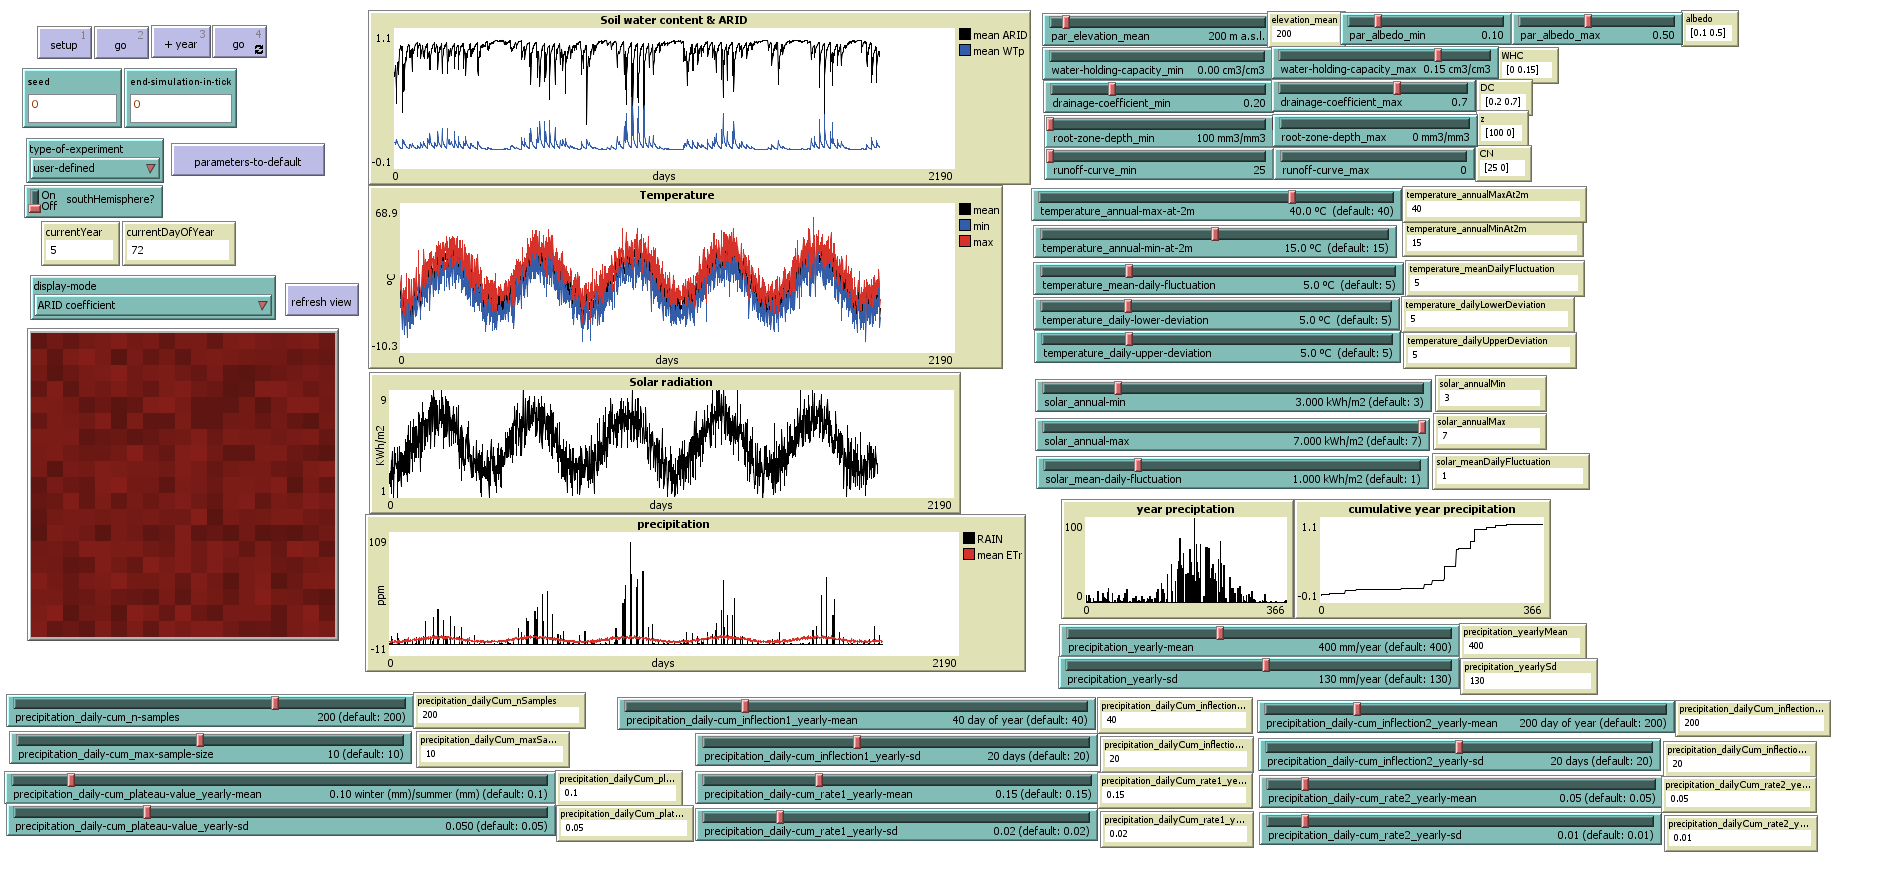 setup 1
go 2
+ year 3
go 4
seed
0
end-simulation-in-tick
0
type-of-experiment
user-defined
parameters-to-default
On
Off
southHemisphere?
currentYear
5
currentDayOfYear
72
display-mode
ARID coefficient
refresh view
Soil water content & ARID
1.1
-0.1
0
days
2190
mean ARID
mean WTp
Temperature
68.9
ºC
-10.3
0
days
2190
mean
min
max
Solar radiation
9
KWh/m2
1
0
days
2190
precipitation
109
ppm
-11
0
days
2190
RAIN
mean ETr
par_elevation_mean 200 m a.s.l.
elevation_mean
200
par_albedo_min 0.10
par_albedo_max 0.50
albedo
[0.1 0.5]
water-holding-capacity_min 0.00 cm3/cm3
water-holding-capacity_max 0.15 cm3/cm3
WHC
[0 0.15]
drainage-coefficient_min 0.20
drainage-coefficient_max 0.7
DC
[0.2 0.7]
root-zone-depth_min 100 mm3/mm3
root-zone-depth_max 0 mm3/mm3
z
[100 0]
runoff-curve_min 25
runoff-curve_max 0
CN
[25 0]
temperature_annual-max-at-2m 40.0 ºC (default: 40)
temperature_annualMaxAt2m
40
temperature_annual-min-at-2m 15.0 ºC (default: 15)
temperature_annualMinAt2m
15
temperature_mean-daily-fluctuation 5.0 ºC (default: 5)
temperature_meanDailyFluctuation
5
temperature_daily-lower-deviation 5.0 ºC (default: 5)
temperature_dailyLowerDeviation
5
temperature_daily-upper-deviation 5.0 ºC (default: 5)
temperature_dailyUpperDeviation
5
solar_annual-min 3.000 kWh/m2 (default: 3)
solar_annualMin
3
solar_annual-max 7.000 kWh/m2 (default: 7)
solar_annualMax
7
solar_mean-daily-fluctuation 1.000 kWh/m2 (default: 1)
solar_meanDailyFluctuation
1
year preciptation
100
0
0
366
cumulative year precipitation
1.1
-0.1
0
366
precipitation_yearly-mean 400 mm/year (default: 400)
precipitation_yearlyMean
400
precipitation_yearly-sd 130 mm/year (default: 130)
precipitation_yearlySd
130
precipitation_daily-cum_n-samples 200 (default: 200)
precipitation_dailyCum_nSamples
200
precipitation_daily-cum_max-sample-size 10 (default: 10)
precipitation_dailyCum_maxSa...
10
precipitation_daily-cum_plateau-value_yearly-mean 0.10 winter (mm)/summer (mm) (default: 0.1)
precipitation_dailyCum_pl...
0.1
precipitation_daily-cum_plateau-value_yearly-sd 0.050 (default: 0.05)
precipitation_dailyCum_plat...
0.05
precipitation_daily-cum_inflection1_yearly-mean 40 day of year (default: 40)
precipitation_dailyCum_inflection...
40
precipitation_daily-cum_inflection1_yearly-sd 20 days (default: 20)
precipitation_dailyCum_inflectio...
20
precipitation_daily-cum_rate1_yearly-mean 0.15 (default: 0.15)
precipitation_dailyCum_rate1_ye...
0.15
precipitation_daily-cum_rate1_yearly-sd 0.02 (default: 0.02)
precipitation_dailyCum_rate1_y...
0.02
precipitation_daily-cum_inflection2_yearly-mean 200 day of year (default: 200)
precipitation_dailyCum_inflection...
200
precipitation_daily-cum_inflection2_yearly-sd 20 days (default: 20)
precipitation_dailyCum_inflectio...
20
precipitation_daily-cum_rate2_yearly-mean 0.05 (default: 0.05)
precipitation_dailyCum_rate2_ye...
0.05
precipitation_daily-cum_rate2_yearly-sd 0.01 (default: 0.01)
precipitation_dailyCum_rate2_y...
0.01